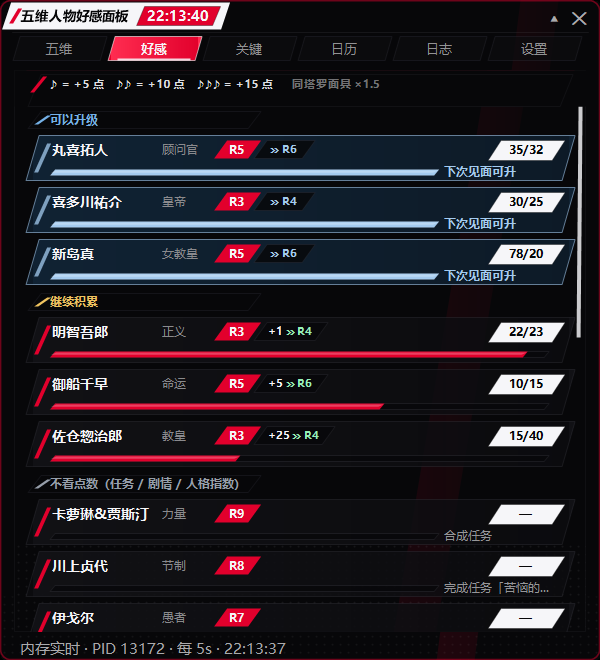 五维人物好感面板 22:13:40
五维 好感 关键 日历 日志 设置
♪ = +5 点 ♪♪ = +10 点 ♪♪♪ = +15 点 同塔罗面具 ×1.5
可以升级
丸喜拓人 顾问官 R5 » R6 35/32
下次见面可升
喜多川祐介 皇帝 R3 » R4 30/25
下次见面可升
新岛真 女教皇 R5 » R6 78/20
下次见面可升
继续积累
明智吾郎 正义 R3 +1 » R4 22/23
御船千早 命运 R5 +5 » R6 10/15
佐仓惣治郎 教皇 R3 +25 » R4 15/40
不看点数（任务 / 剧情 / 人格指数）
卡萝琳&贾斯汀 力量 R9 —
合成任务
川上贞代 节制 R8 —
完成任务「苦恼的...
伊戈尔 愚者 R7 —
内存实时 · PID 13172 · 每 5s · 22:13:37